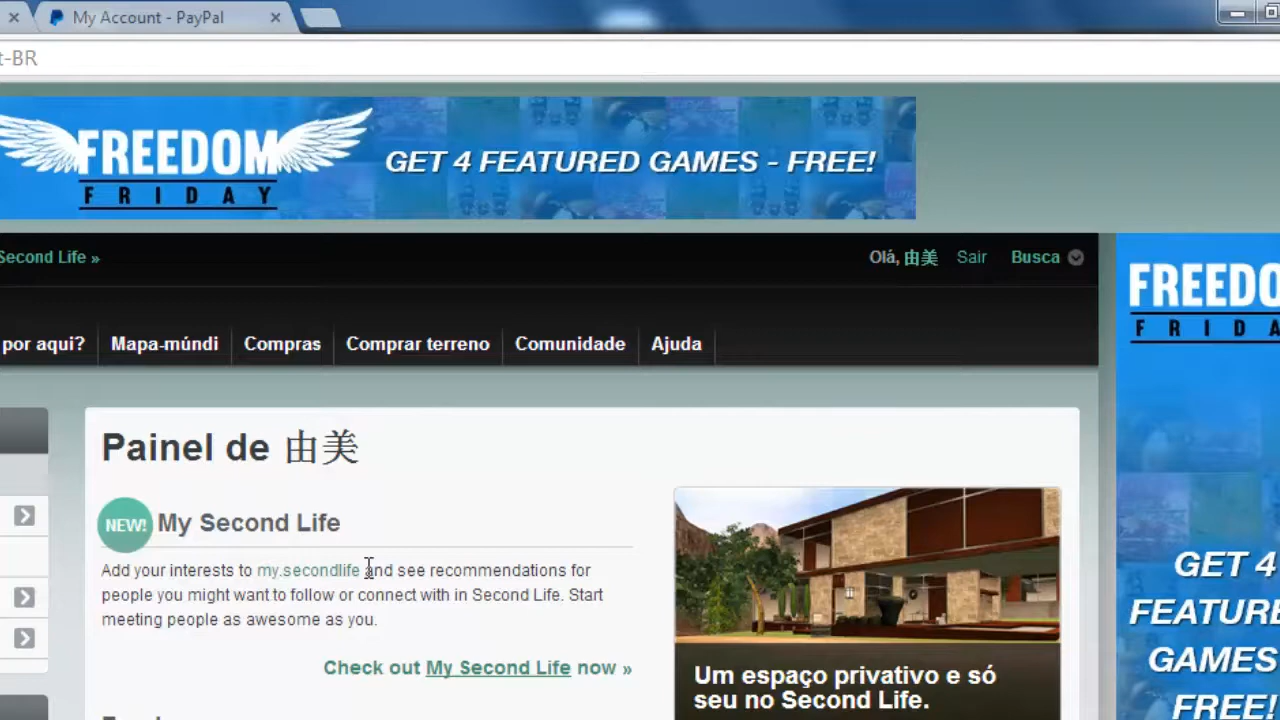 My Account - PayPal
t-BR
FREEDOM
FRIDAY
GET 4 FEATURED GAMES - FREE!
Second Life »
Olá, 由美 Sair Busca
por aqui? Mapa-múndi Compras Comprar terreno Comunidade Ajuda
Painel de 由美
NEW! My Second Life
Add your interests to my.secondlife and see recommendations for
people you might want to follow or connect with in Second Life. Start
meeting people as awesome as you.
Check out My Second Life now »
Um espaço privativo e só
seu no Second Life.
FREEDO
FRIDA
GET 4
FEATURE
GAMES -
FREE!